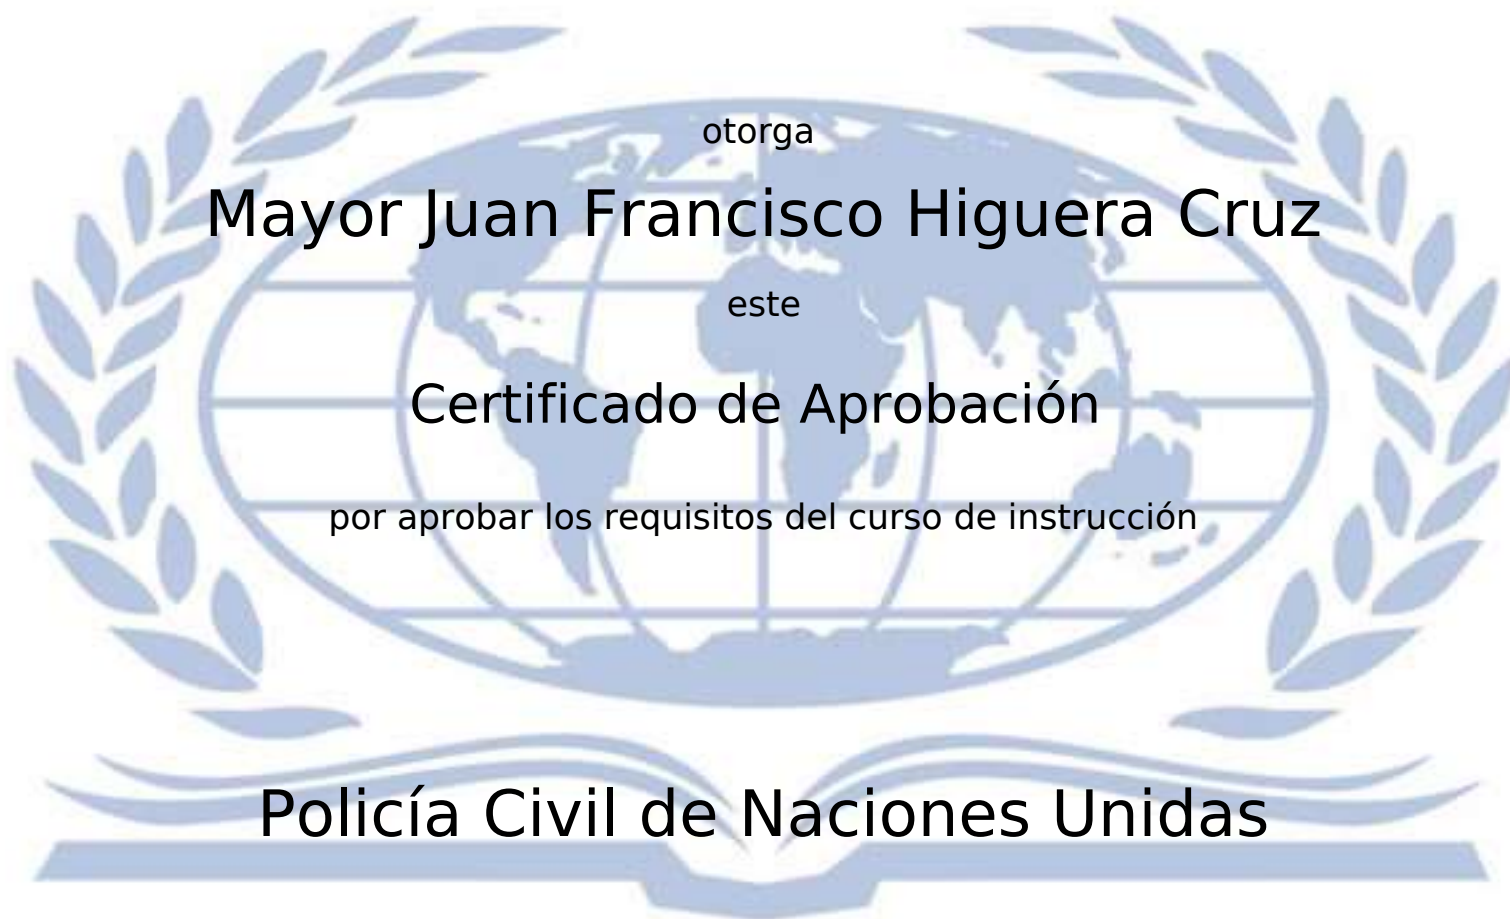 otorga
Mayor Juan Francisco Higuera Cruz
este
Certificado de Aprobación
por aprobar los requisitos del curso de instrucción
Policía Civil de Naciones Unidas